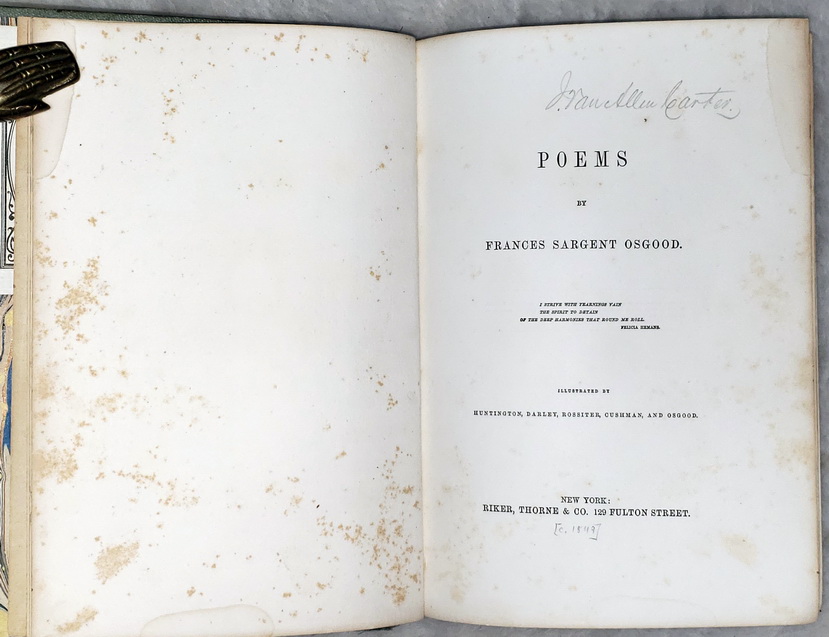 J. Van Allen Carter.
POEMS
BY
FRANCES SARGENT OSGOOD.
I STRIVE WITH YEARNINGS VAIN
THE SPIRIT TO DETAIN
OF THE DEEP HARMONIES THAT ROUND ME ROLL.
FELICIA HEMANS.
ILLUSTRATED BY
HUNTINGTON, DARLEY, ROSSITER, CUSHMAN, AND OSGOOD.
NEW YORK:
RIKER, THORNE & CO. 129 FULTON STREET.
[c. 1849]